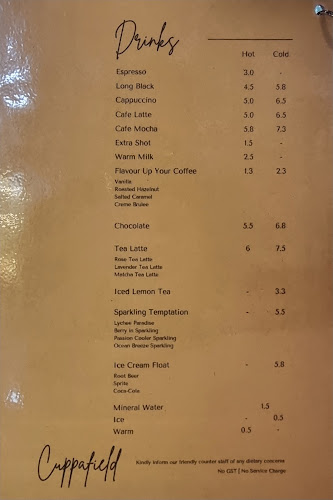 Drinks
Hot Cold
Espresso 3.0 -
Long Black 4.5 5.8
Cappuccino 5.0 6.5
Cafe Latte 5.0 6.5
Cafe Mocha 5.8 7.3
Extra Shot 1.5 -
Warm Milk 2.5 -
Flavour Up Your Coffee 1.3 2.3
Vanilla
Roasted Hazelnut
Salted Caramel
Creme Brulee
Chocolate 5.5 6.8
Tea Latte 6 7.5
Rose Tea Latte
Lavender Tea Latte
Matcha Tea Latte
Iced Lemon Tea - 3.3
Sparkling Temptation - 5.5
Lychee Paradise
Berry in Sparkling
Passion Cooler Sparkling
Ocean Breeze Sparkling
Ice Cream Float - 5.8
Root Beer
Sprite
Coca-Cola
Mineral Water 1.5
Ice - 0.5
Warm 0.5 -
Cuppafield
Kindly inform our friendly counter staff of any dietary concerns
No GST | No Service Charge